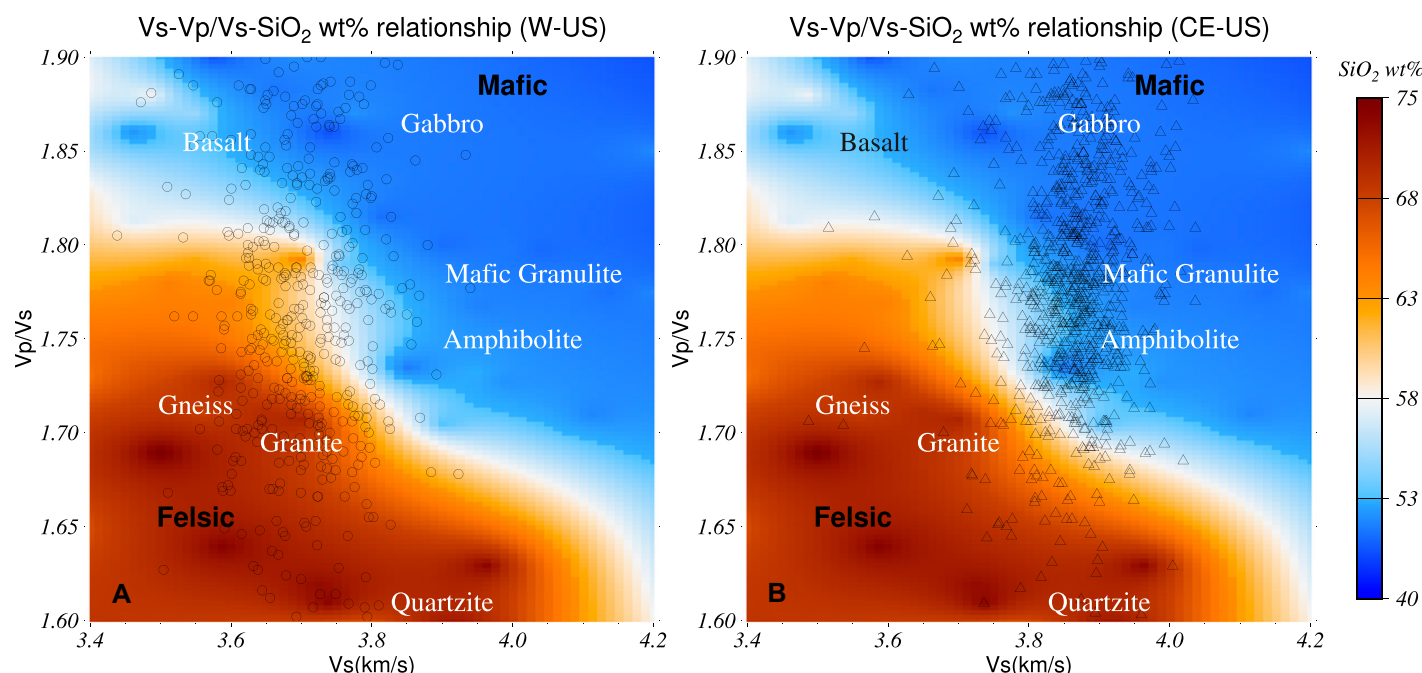 Vs-Vp/Vs-SiO₂ wt% relationship (W-US)
1.90
1.85
1.80
1.75
1.70
1.65
1.60
Vp/Vs
Mafic
Gabbro
Basalt
Mafic Granulite
Amphibolite
Gneiss
Granite
Felsic
A
Quartzite
3.4
3.6
3.8
4.0
4.2
Vs(km/s)
Vs-Vp/Vs-SiO₂ wt% relationship (CE-US)
1.90
1.85
1.80
1.75
1.70
1.65
1.60
Vp/Vs
Mafic
Gabbro
Basalt
Mafic Granulite
Amphibolite
Gneiss
Granite
Felsic
B
Quartzite
3.4
3.6
3.8
4.0
4.2
Vs(km/s)
SiO₂ wt%
75
68
63
58
53
40